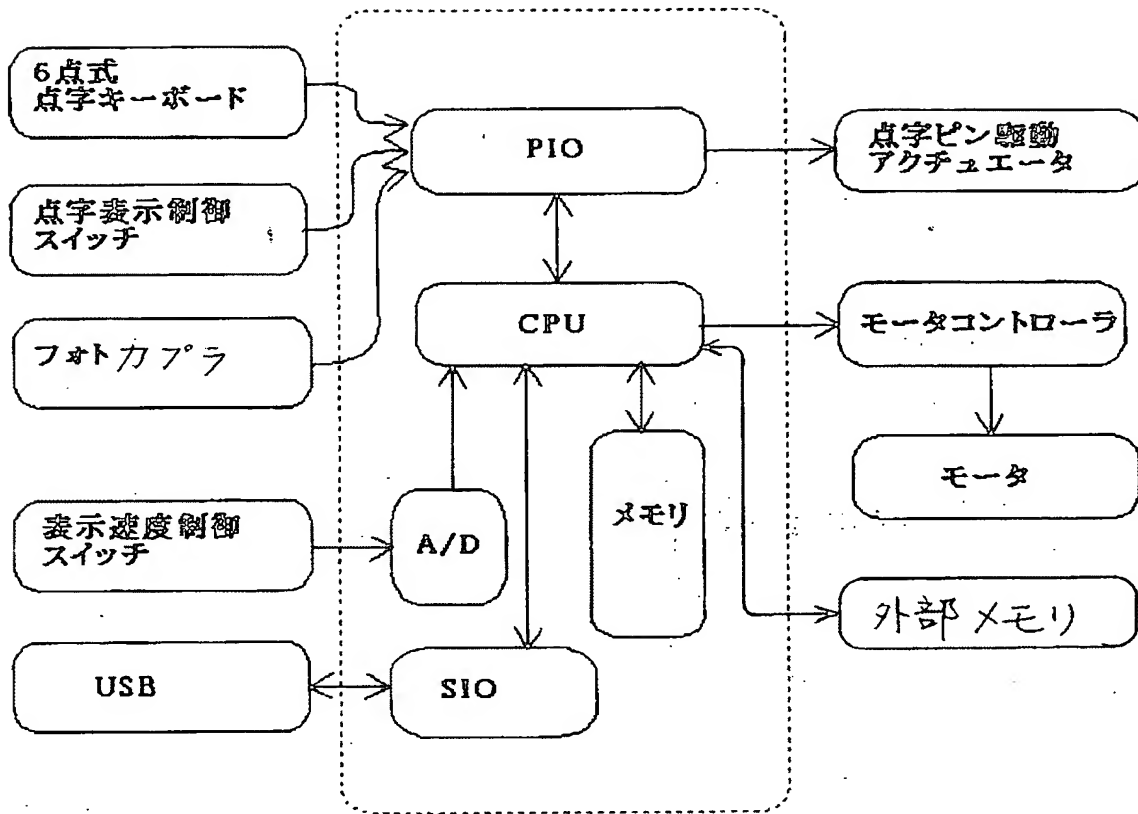 6点式
点字キーボード
PIO
点字ピン駆動
アクチュエータ
点字表示制御
スイッチ
CPU
モータコントローラ
フォトカプラ
モータ
メモリ
表示速度制御
スイッチ
A/D
外部メモリ
USB
SIO